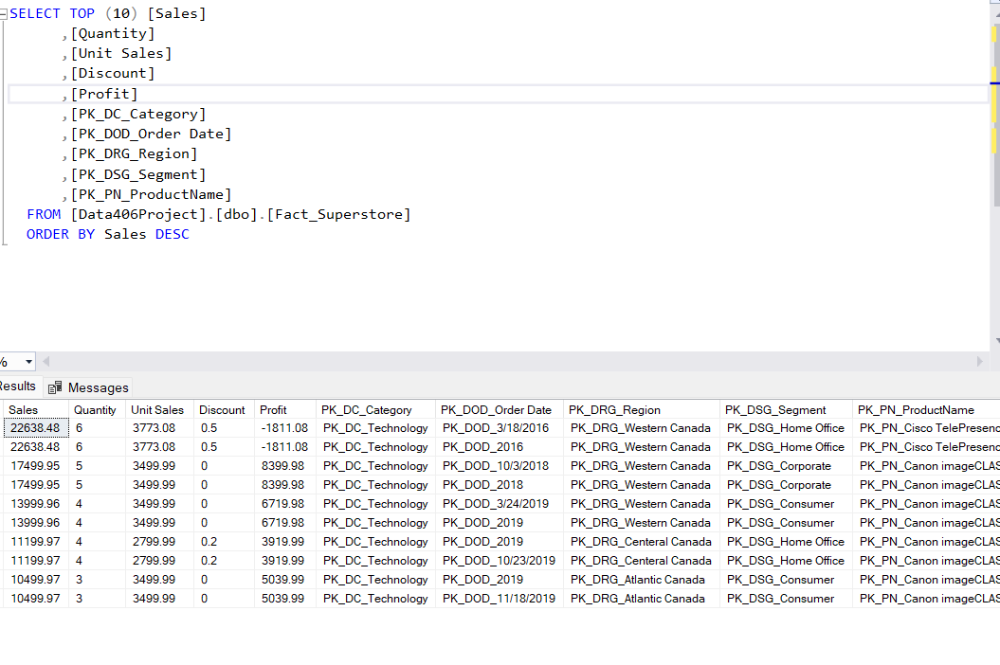 SELECT TOP (10) [Sales]
,[Quantity]
,[Unit Sales]
,[Discount]
,[Profit]
,[PK_DC_Category]
,[PK_DOD_Order Date]
,[PK_DRG_Region]
,[PK_DSG_Segment]
,[PK_PN_ProductName]
FROM [Data406Project].[dbo].[Fact_Superstore]
ORDER BY Sales DESC
%
Results Messages
Sales Quantity Unit Sales Discount Profit PK_DC_Category PK_DOD_Order Date PK_DRG_Region PK_DSG_Segment PK_PN_ProductName
22638.48 6 3773.08 0.5 -1811.08 PK_DC_Technology PK_DOD_3/18/2016 PK_DRG_Western Canada PK_DSG_Home Office PK_PN_Cisco TelePresenc
22638.48 6 3773.08 0.5 -1811.08 PK_DC_Technology PK_DOD_2016 PK_DRG_Western Canada PK_DSG_Home Office PK_PN_Cisco TelePresenc
17499.95 5 3499.99 0 8399.98 PK_DC_Technology PK_DOD_10/3/2018 PK_DRG_Western Canada PK_DSG_Corporate PK_PN_Canon imageCLAS
17499.95 5 3499.99 0 8399.98 PK_DC_Technology PK_DOD_2018 PK_DRG_Western Canada PK_DSG_Corporate PK_PN_Canon imageCLAS
13999.96 4 3499.99 0 6719.98 PK_DC_Technology PK_DOD_3/24/2019 PK_DRG_Western Canada PK_DSG_Consumer PK_PN_Canon imageCLAS
13999.96 4 3499.99 0 6719.98 PK_DC_Technology PK_DOD_2019 PK_DRG_Western Canada PK_DSG_Consumer PK_PN_Canon imageCLAS
11199.97 4 2799.99 0.2 3919.99 PK_DC_Technology PK_DOD_2019 PK_DRG_Centeral Canada PK_DSG_Home Office PK_PN_Canon imageCLAS
11199.97 4 2799.99 0.2 3919.99 PK_DC_Technology PK_DOD_10/23/2019 PK_DRG_Centeral Canada PK_DSG_Home Office PK_PN_Canon imageCLAS
10499.97 3 3499.99 0 5039.99 PK_DC_Technology PK_DOD_2019 PK_DRG_Atlantic Canada PK_DSG_Consumer PK_PN_Canon imageCLAS
10499.97 3 3499.99 0 5039.99 PK_DC_Technology PK_DOD_11/18/2019 PK_DRG_Atlantic Canada PK_DSG_Consumer PK_PN_Canon imageCLAS